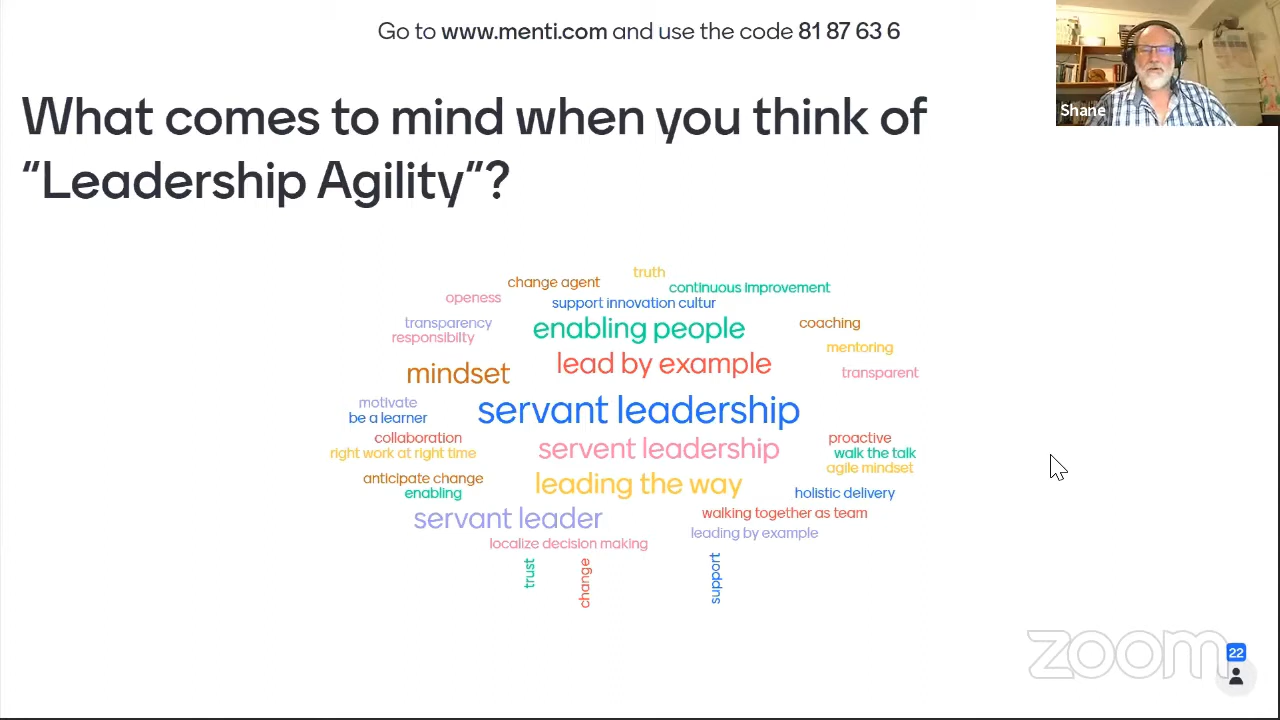 Go to www.menti.com and use the code 81 87 63 6
Shane
What comes to mind when you think of
“Leadership Agility”?
truth
change agent
continuous improvement
openess
support innovation cultur
transparency
enabling people
coaching
responsibilty
mentoring
lead by example
mindset
transparent
motivate
servant leadership
be a learner
collaboration
proactive
servent leadership
right work at right time
walk the talk
agile mindset
anticipate change
leading the way
enabling
holistic delivery
servant leader
walking together as team
leading by example
localize decision making
trust
change
support
zoom
22